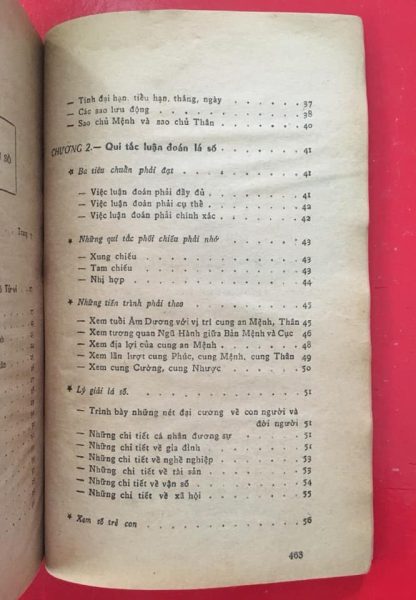 — Tính đại hạn, tiểu hạn, tháng, ngày . . . . . . 37
— Các sao lưu động . . . . . . . . 38
— Sao chủ Mệnh và sao chủ Thân . . . . . . 40
CHƯƠNG 2.— Qui tắc luận đoán lá số . . . . . . 41
* Ba tiêu chuẩn phải đạt . . . . . . . . 41
— Việc luận đoán phải đầy đủ . . . . . . 41
— Việc luận đoán phải cụ thể . . . . . . 42
— Việc luận đoán phải chính xác . . . . . . 42
* Những qui tắc phối chiếu phải nhớ . . . . . . 43
— Xung chiếu . . . . . . . . 43
— Tam chiếu . . . . . . . . 43
— Nhị hợp . . . . . . . . 44
* Những tiến trình phải theo . . . . . . 45
— Xem tuổi Âm Dương với vị trí cung an Mệnh, Thân 45
— Xem tương quan Ngũ Hành giữa Bản Mệnh và Cục 46
— Xem địa lợi của cung an Mệnh . . . . . . 48
— Xem lần lượt cung Phúc, cung Mệnh, cung Thân 49
— Xem cung Cường, cung Nhược . . . . . . 50
* Lý giải lá số. . . . . . . . . 51
— Trình bày những nét đại cương về con người và
đời người 51
— Những chi tiết cá nhân đương sự . . . . . . 51
— Những chi tiết về gia đình . . . . . . 51
— Những chi tiết về nghề nghiệp . . . . . . 53
— Những chi tiết về tài sản . . . . . . 53
— Những chi tiết về vận số . . . . . . 54
— Những chi tiết về xã hội . . . . . . 55
* Xem số trẻ con . . . . . . . . 56
463
số
Trang
Tử-vi